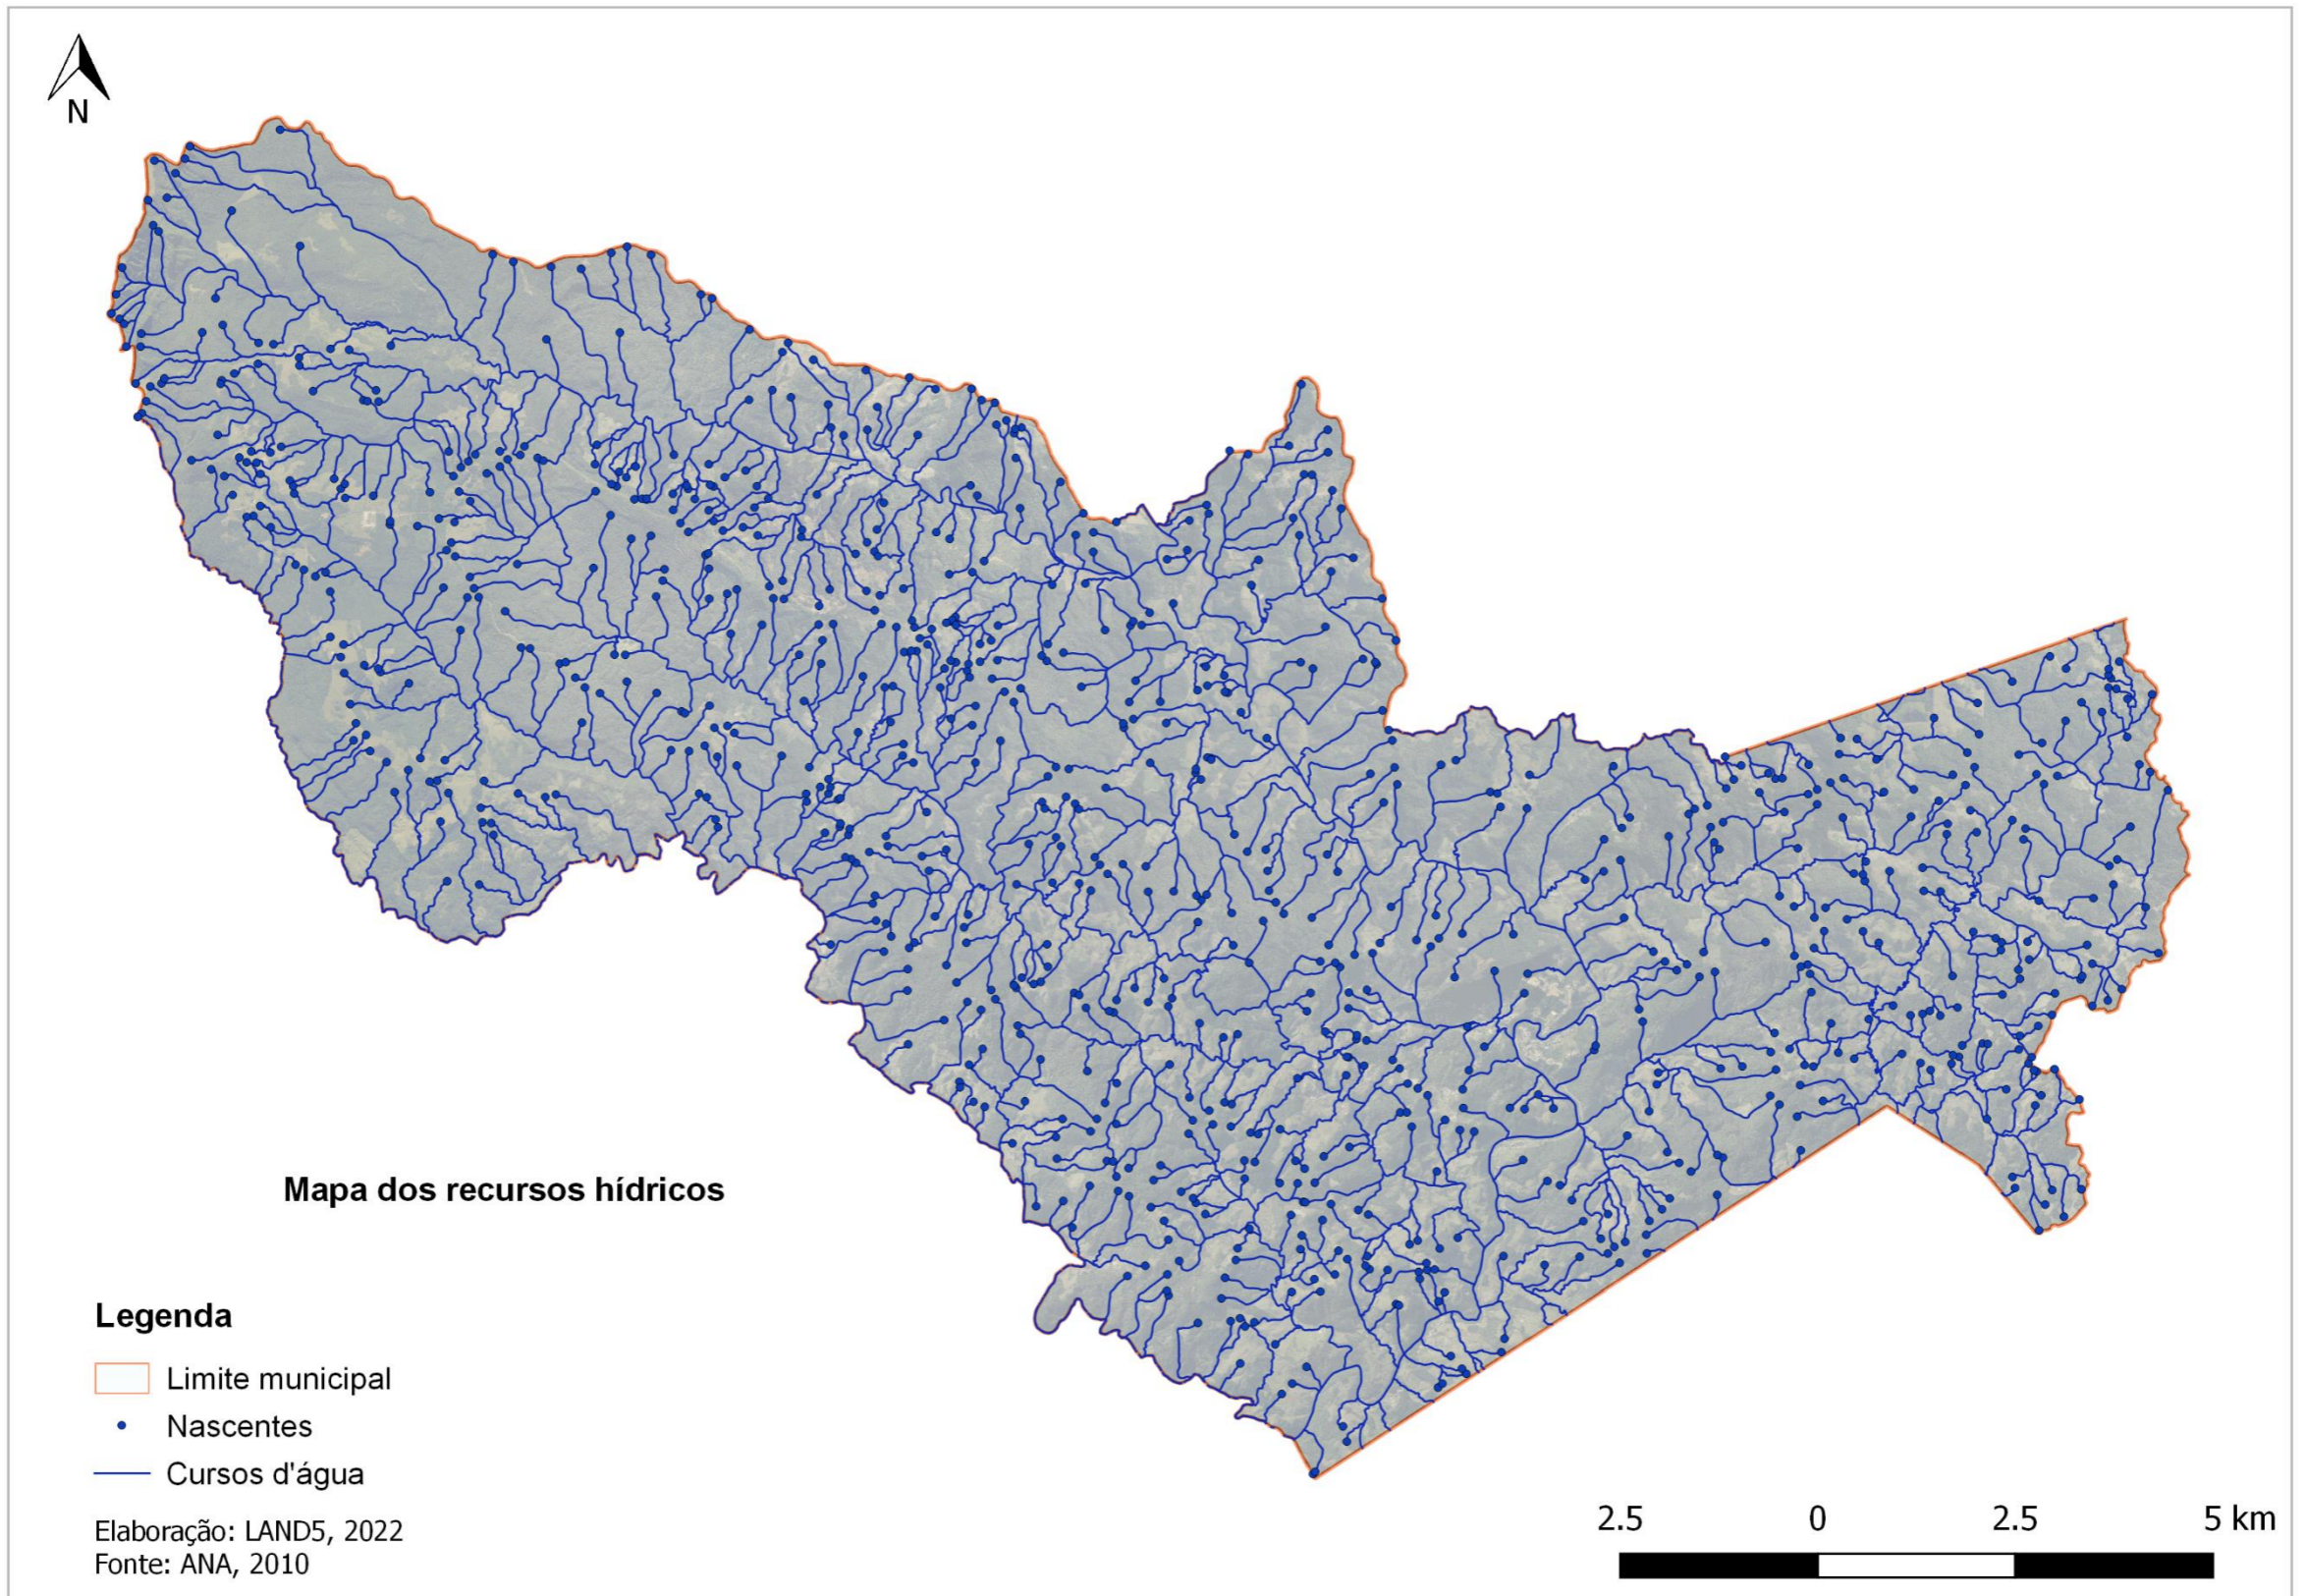 N
Mapa dos recursos hídricos
Legenda
Limite municipal
Nascentes
Cursos d'água
Elaboração: LAND5, 2022
Fonte: ANA, 2010
2.5 0 2.5 5 km